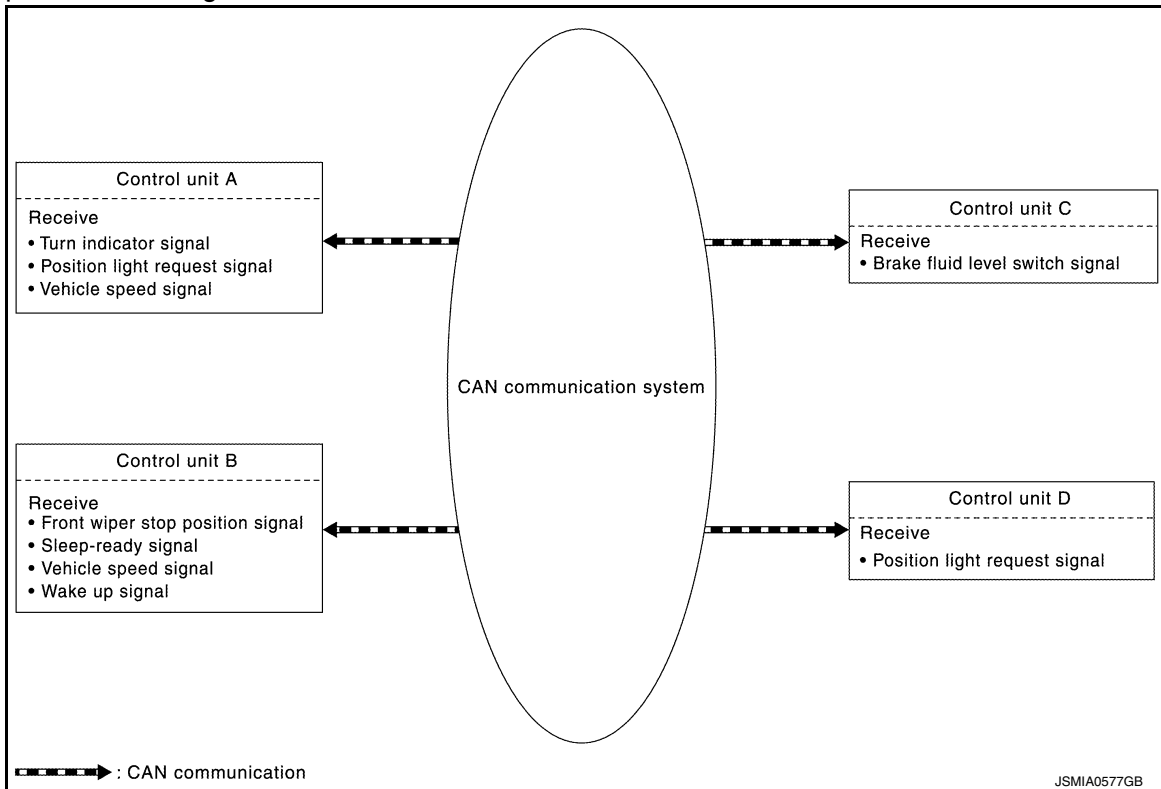 Control unit A
Receive
• Turn indicator signal
• Position light request signal
• Vehicle speed signal
Control unit B
Receive
• Front wiper stop position signal
• Sleep-ready signal
• Vehicle speed signal
• Wake up signal
CAN communication system
Control unit C
Receive
• Brake fluid level switch signal
Control unit D
Receive
• Position light request signal
: CAN communication
JSMIA0577GB